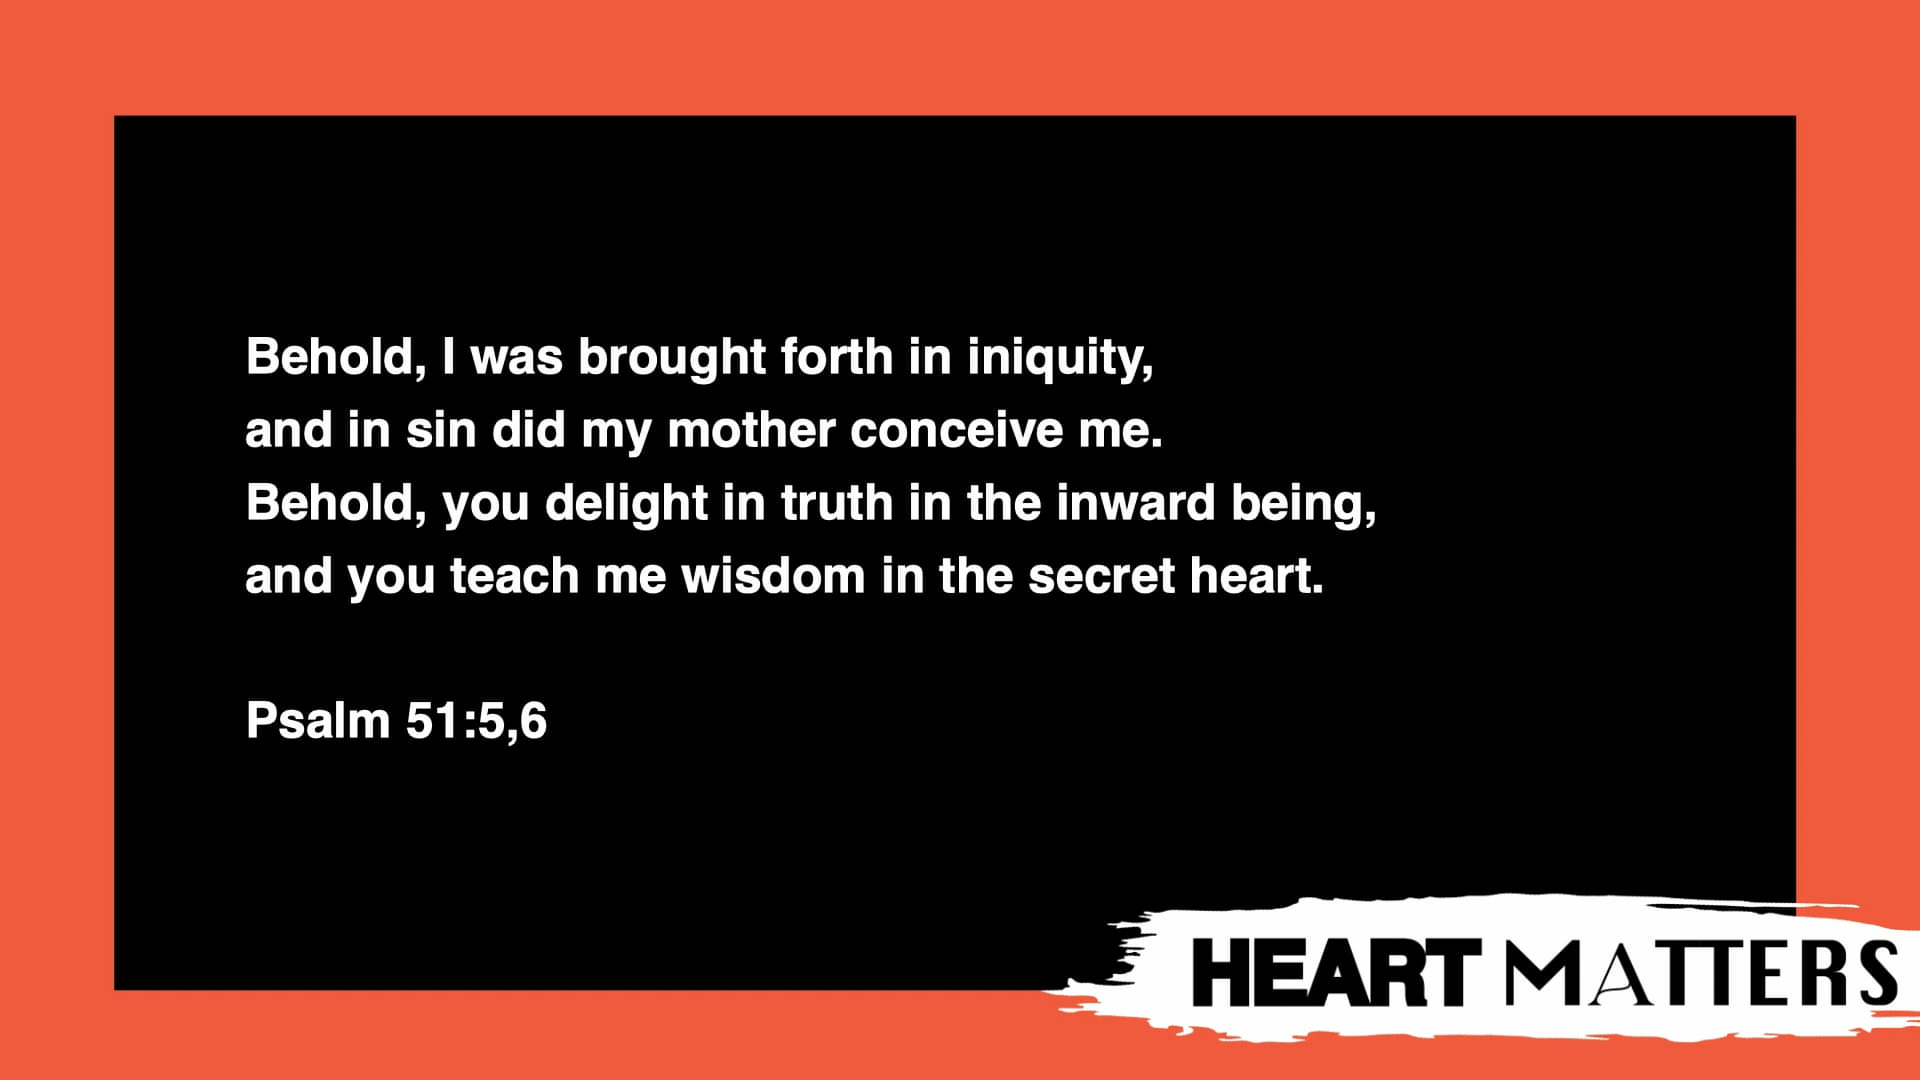 Behold, I was brought forth in iniquity,
and in sin did my mother conceive me.
Behold, you delight in truth in the inward being,
and you teach me wisdom in the secret heart.
Psalm 51:5,6
HEART MATTERS